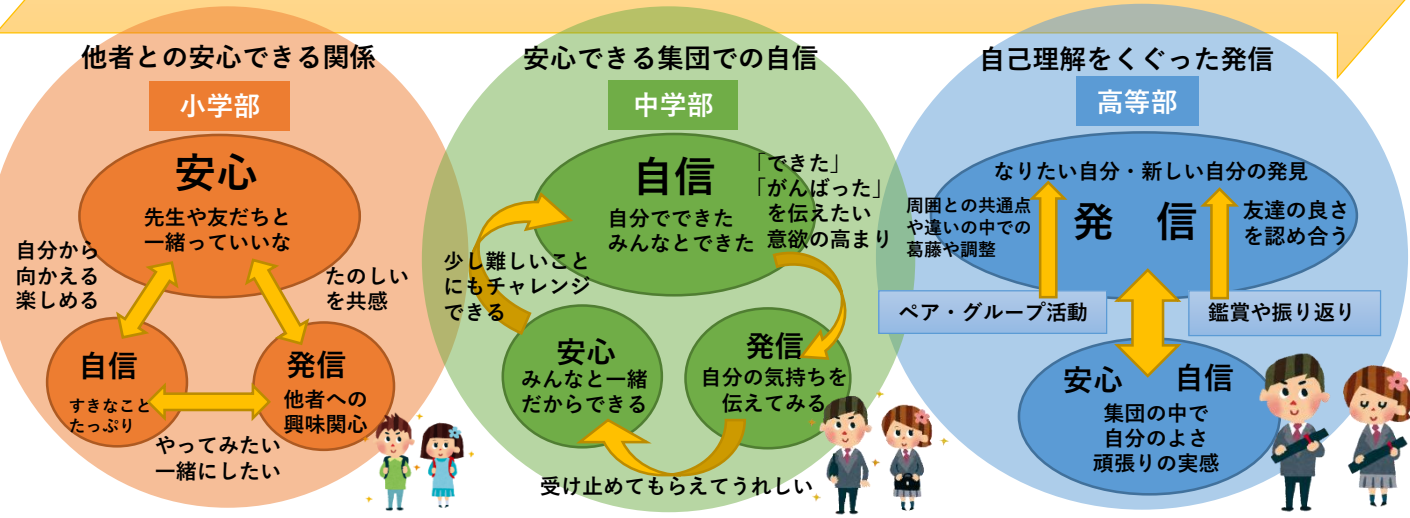 他者との安心できる関係
小学部
安心
先生や友だちと
一緒っていいな
自分から
向かえる
楽しめる
たのしい
を共感
自信
すきなこと
たっぷり
発信
他者への
興味関心
やってみたい
一緒にしたい
安心できる集団での自信
中学部
自信
自分でできた
みんなとできた
「できた」
「がんばった」
を伝えたい
意欲の高まり
少し難しいこと
にもチャレンジ
できる
安心
みんなと一緒
だからできる
発信
自分の気持ちを
伝えてみる
受け止めてもらえてうれしい
自己理解をくぐった発信
高等部
なりたい自分・新しい自分の発見
周囲との共通点
や違いの中での
葛藤や調整
発 信
友達の良さ
を認め合う
ペア・グループ活動
鑑賞や振り返り
安心 自信
集団の中で
自分のよさ
頑張りの実感